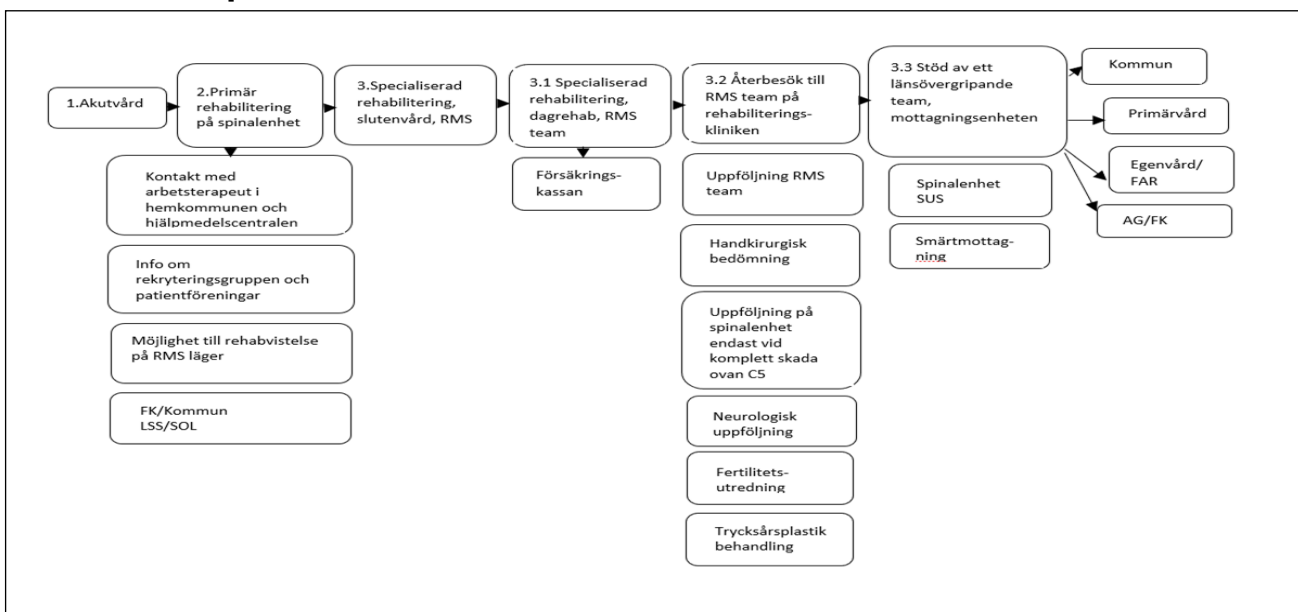 1.Akutvård
2.Primär
rehabilitering
på spinalenhet
3.Specialiserad
rehabilitering,
slutenvård, RMS
3.1 Specialiserad
rehabilitering,
dagrehab, RMS
team
3.2 Återbesök till
RMS team på
rehabiliterings-
kliniken
3.3 Stöd av ett
länsövergripande
team,
mottagningsenheten
Kommun
Primärvård
Egenvård/
FAR
AG/FK
Kontakt med
arbetsterapeut i
hemkommunen och
hjälpmedelscentralen
Info om
rekryteringsgruppen och
patientföreningar
Möjlighet till rehabvistelse
på RMS läger
FK/Kommun
LSS/SOL
Försäkrings-
kassan
Uppföljning RMS
team
Handkirurgisk
bedömning
Uppföljning på
spinalenhet
endast vid
komplett skada
ovan C5
Neurologisk
uppföljning
Fertilitets-
utredning
Trycksårsplastik
behandling
Spinalenhet
SUS
Smärtmottag-
ning